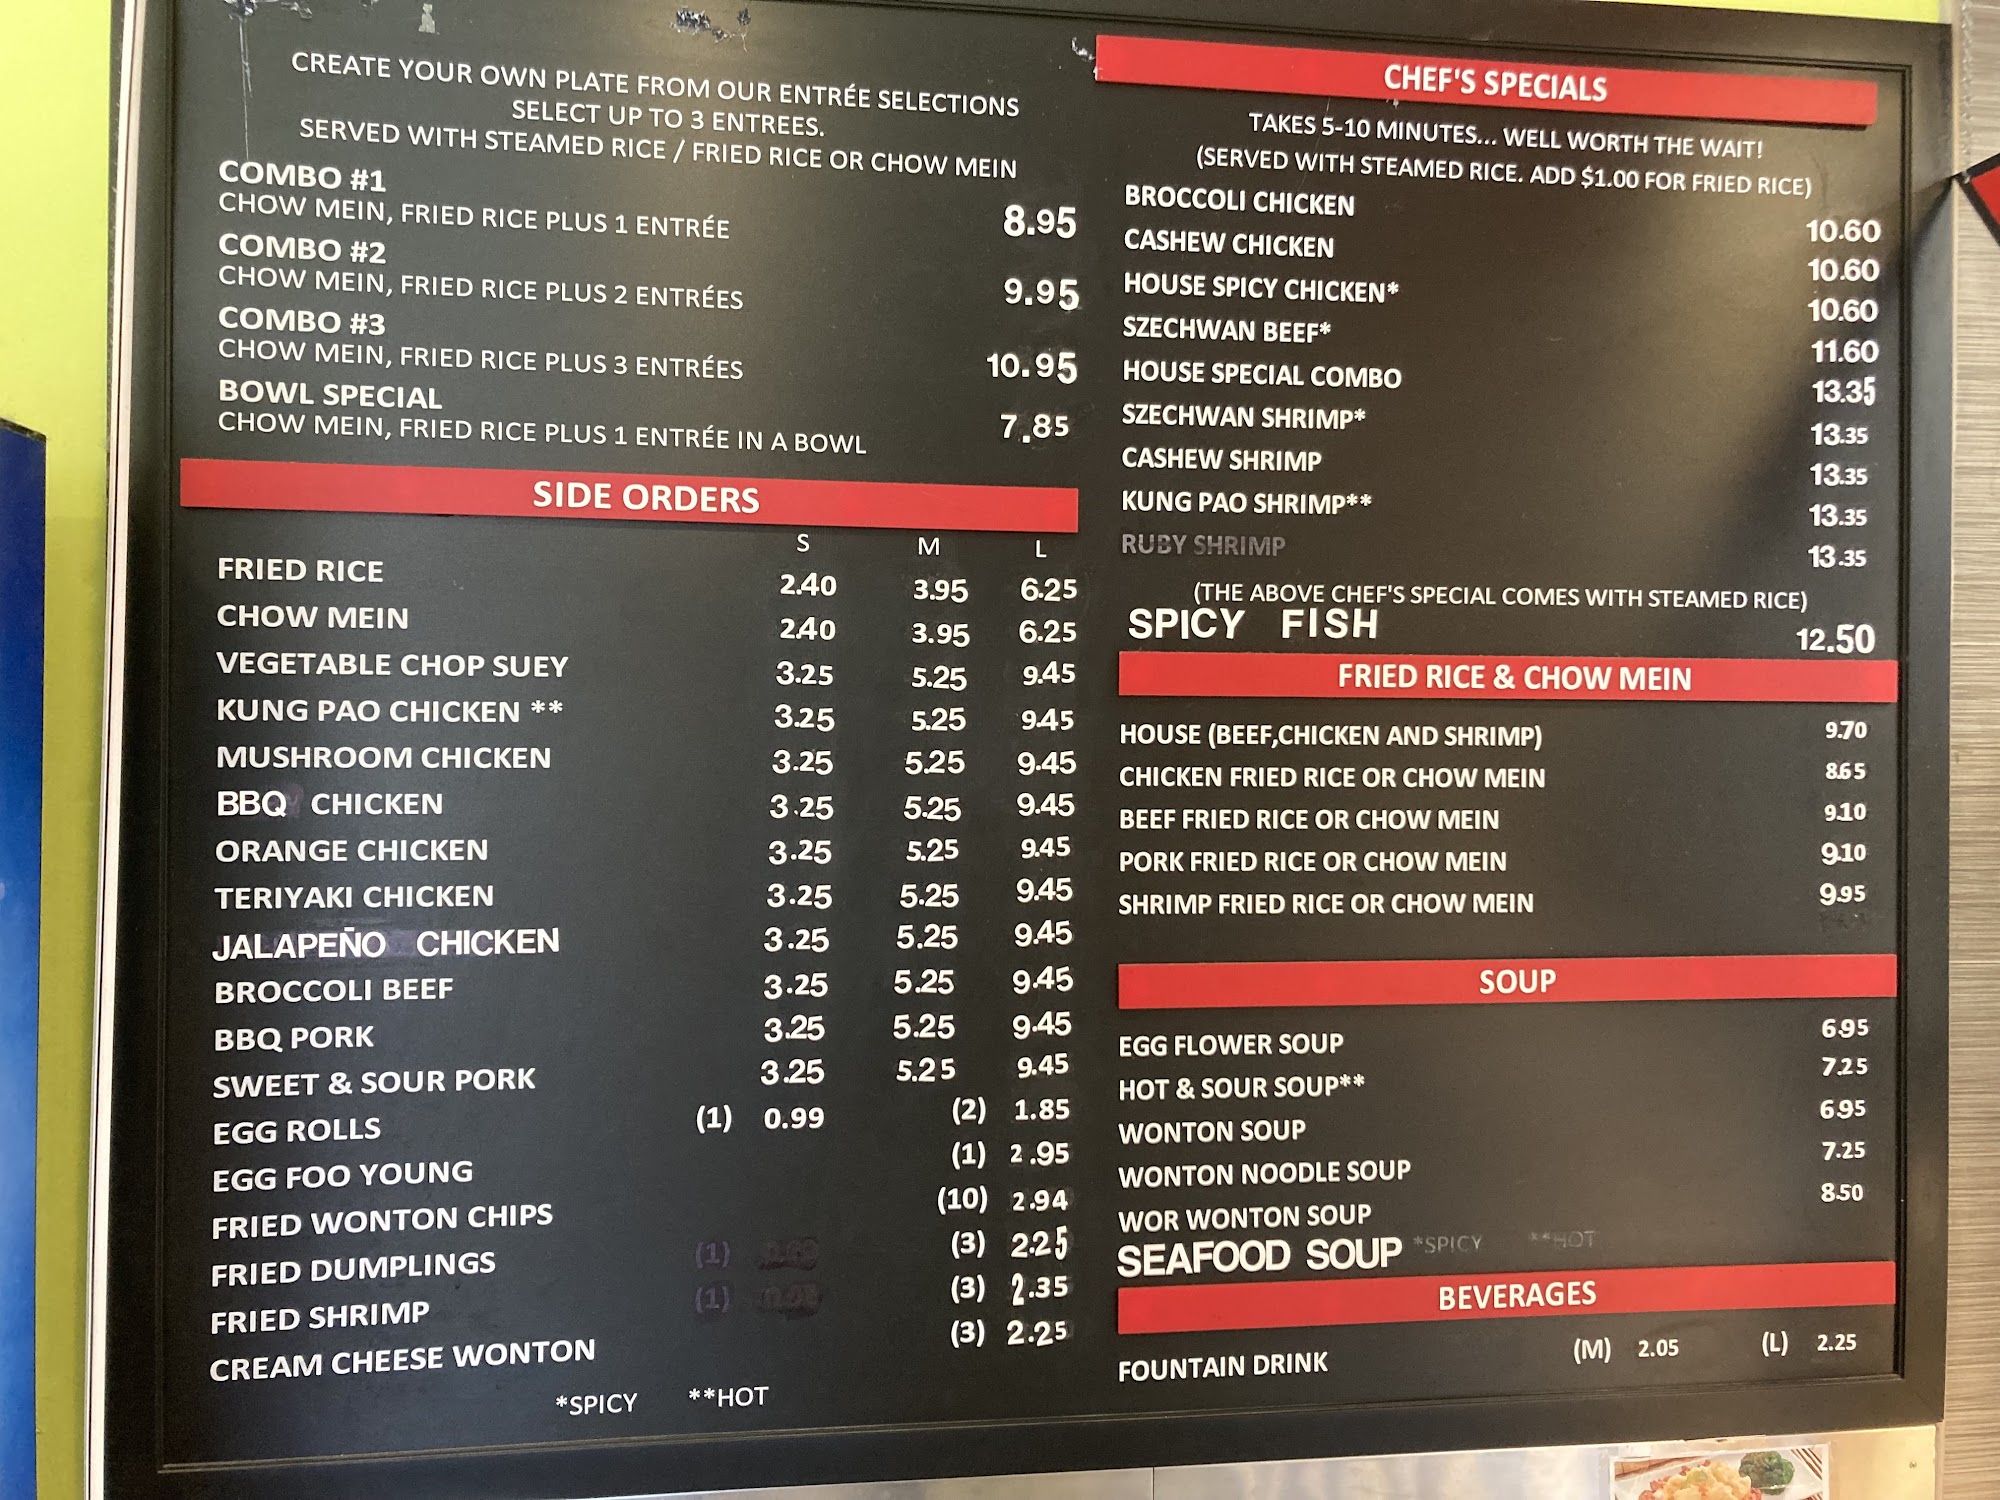 CREATE YOUR OWN PLATE FROM OUR ENTRÉE SELECTIONS
SELECT UP TO 3 ENTREES.
SERVED WITH STEAMED RICE / FRIED RICE OR CHOW MEIN
COMBO #1
CHOW MEIN, FRIED RICE PLUS 1 ENTRÉE 8.95
COMBO #2
CHOW MEIN, FRIED RICE PLUS 2 ENTRÉES 9.95
COMBO #3
CHOW MEIN, FRIED RICE PLUS 3 ENTRÉES 10.95
BOWL SPECIAL
CHOW MEIN, FRIED RICE PLUS 1 ENTRÉE IN A BOWL 7.85
SIDE ORDERS
S M L
FRIED RICE 2.40 3.95 6.25
CHOW MEIN 2.40 3.95 6.25
VEGETABLE CHOP SUEY 3.25 5.25 9.45
KUNG PAO CHICKEN ** 3.25 5.25 9.45
MUSHROOM CHICKEN 3.25 5.25 9.45
BBQ CHICKEN 3.25 5.25 9.45
ORANGE CHICKEN 3.25 5.25 9.45
TERIYAKI CHICKEN 3.25 5.25 9.45
JALAPEÑO CHICKEN 3.25 5.25 9.45
BROCCOLI BEEF 3.25 5.25 9.45
BBQ PORK 3.25 5.25 9.45
SWEET & SOUR PORK 3.25 5.25 9.45
EGG ROLLS (1) 0.99 (2) 1.85
EGG FOO YOUNG (1) 2.95
FRIED WONTON CHIPS (10) 2.94
FRIED DUMPLINGS (1) (3) 2.25
FRIED SHRIMP (1) (3) 2.35
CREAM CHEESE WONTON (3) 2.25
*SPICY **HOT
CHEF'S SPECIALS
TAKES 5-10 MINUTES... WELL WORTH THE WAIT!
(SERVED WITH STEAMED RICE. ADD $1.00 FOR FRIED RICE)
BROCCOLI CHICKEN 10.60
CASHEW CHICKEN 10.60
HOUSE SPICY CHICKEN* 10.60
SZECHWAN BEEF* 11.60
HOUSE SPECIAL COMBO 13.35
SZECHWAN SHRIMP* 13.35
CASHEW SHRIMP 13.35
KUNG PAO SHRIMP** 13.35
RUBY SHRIMP 13.35
(THE ABOVE CHEF'S SPECIAL COMES WITH STEAMED RICE)
SPICY FISH 12.50
FRIED RICE & CHOW MEIN
HOUSE (BEEF,CHICKEN AND SHRIMP) 9.70
CHICKEN FRIED RICE OR CHOW MEIN 8.65
BEEF FRIED RICE OR CHOW MEIN 9.10
PORK FRIED RICE OR CHOW MEIN 9.10
SHRIMP FRIED RICE OR CHOW MEIN 9.95
SOUP
EGG FLOWER SOUP 6.95
HOT & SOUR SOUP** 7.25
WONTON SOUP 6.95
WONTON NOODLE SOUP 7.25
WOR WONTON SOUP 8.50
SEAFOOD SOUP *SPICY **HOT
BEVERAGES
FOUNTAIN DRINK (M) 2.05 (L) 2.25